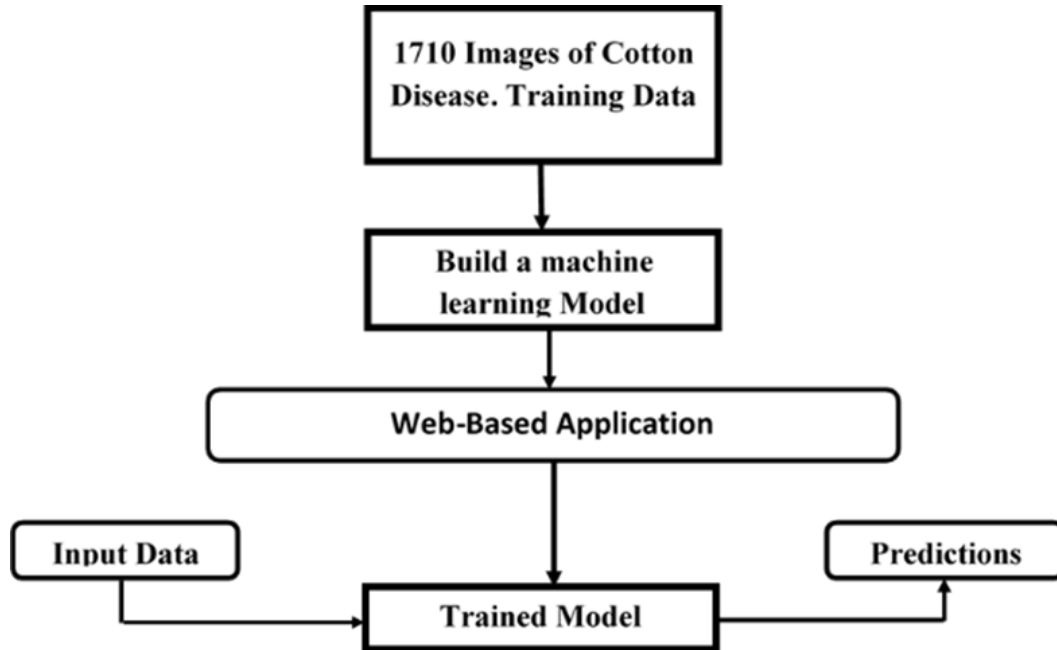 1710 Images of Cotton
Disease. Training Data
Build a machine
learning Model
Web-Based Application
Input Data
Predictions
Trained Model